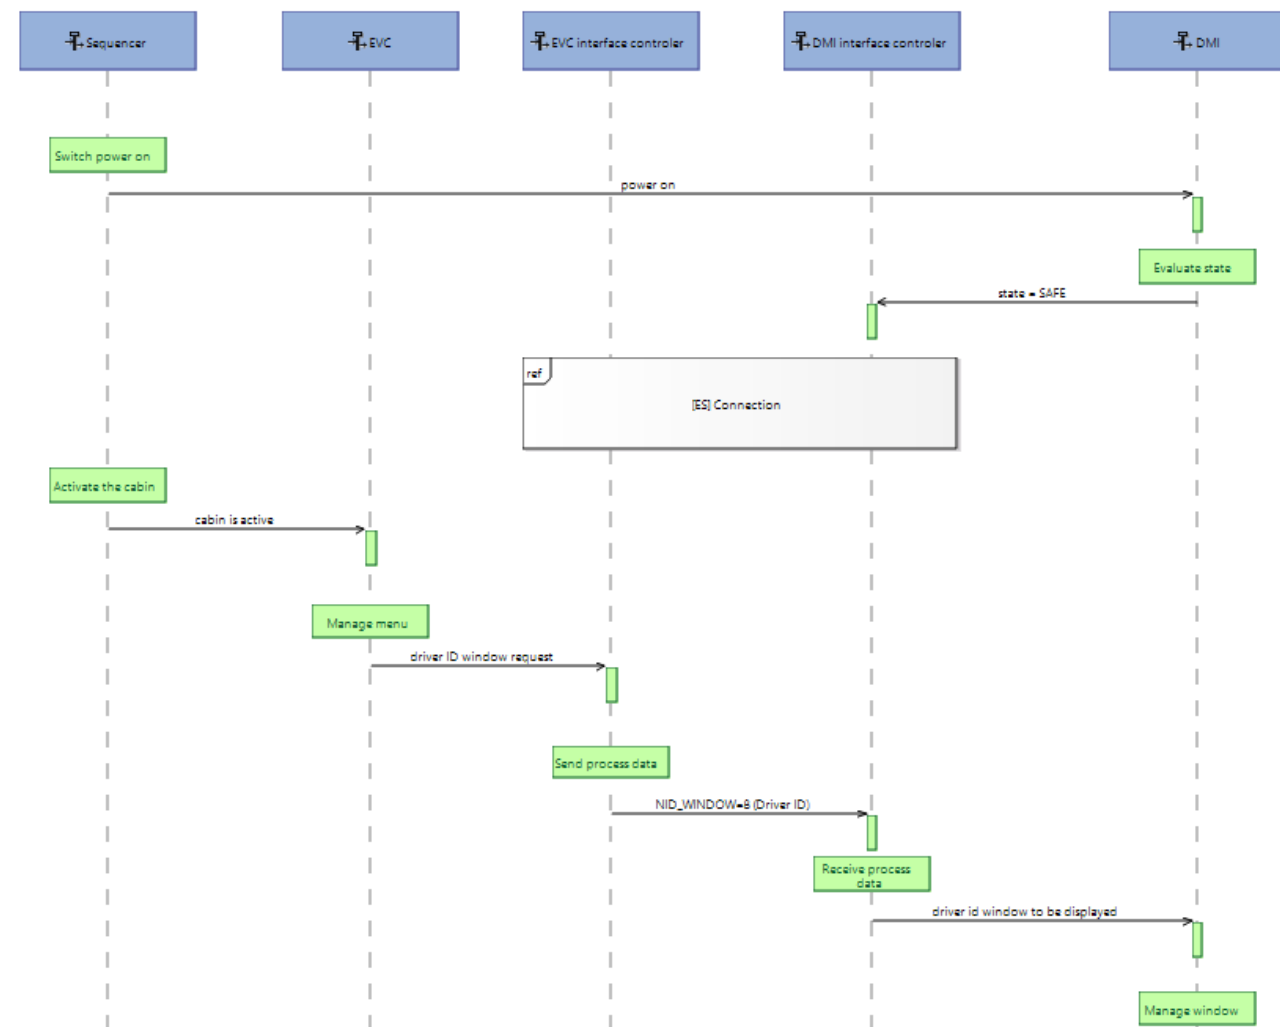 Sequencer
EVC
EVC interface controler
DMI interface controler
DMI
Switch power on
power on
Evaluate state
state = SAFE
ref
[ES] Connection
Activate the cabin
cabin is active
Manage menu
driver ID window request
Send process data
NID_WINDOW=8 (Driver ID)
Receive process
data
driver id window to be displayed
Manage window